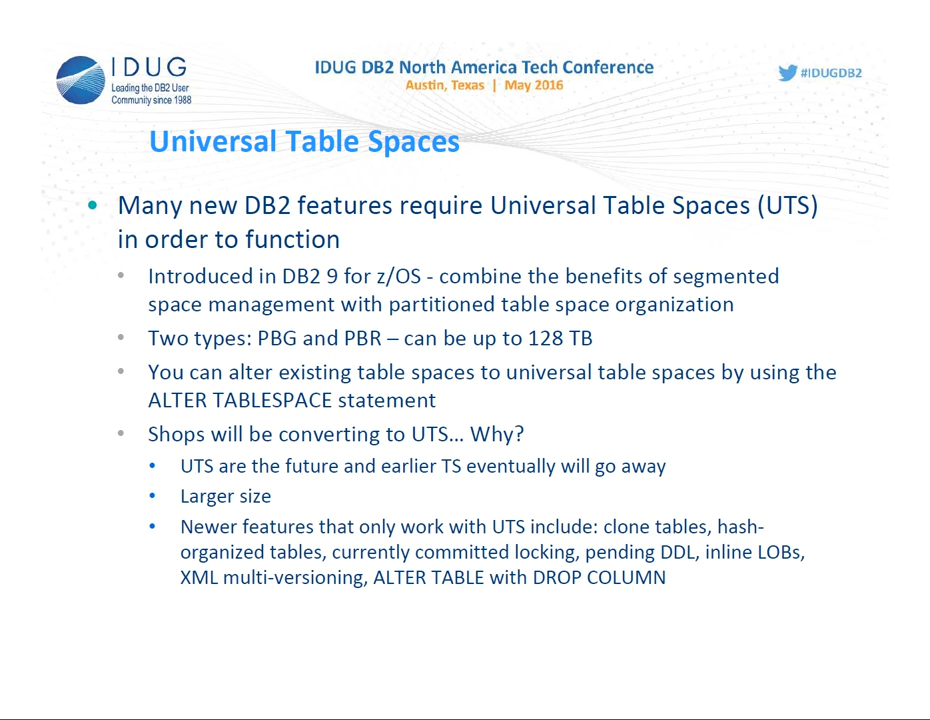 IDUG
Leading the DB2 User
Community since 1988
IDUG DB2 North America Tech Conference
Austin, Texas | May 2016
#IDUGDB2
Universal Table Spaces
• Many new DB2 features require Universal Table Spaces (UTS)
in order to function
• Introduced in DB2 9 for z/OS - combine the benefits of segmented
space management with partitioned table space organization
• Two types: PBG and PBR – can be up to 128 TB
• You can alter existing table spaces to universal table spaces by using the
ALTER TABLESPACE statement
• Shops will be converting to UTS… Why?
• UTS are the future and earlier TS eventually will go away
• Larger size
• Newer features that only work with UTS include: clone tables, hash-
organized tables, currently committed locking, pending DDL, inline LOBs,
XML multi-versioning, ALTER TABLE with DROP COLUMN